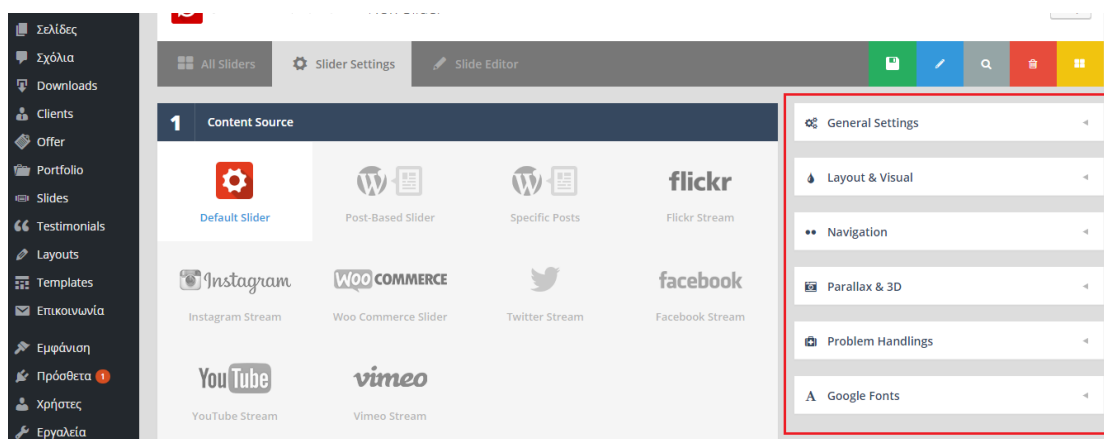 Σελίδες
Σχόλια
Downloads
Clients
Offer
Portfolio
Slides
Testimonials
Layouts
Templates
Επικοινωνία
Εμφάνιση
Πρόσθετα 1
Χρήστες
Εργαλεία
All Sliders
Slider Settings
Slide Editor
1 Content Source
Default Slider
Post-Based Slider
Specific Posts
flickr
Flickr Stream
Instagram
Instagram Stream
WOO COMMERCE
Woo Commerce Slider
Twitter Stream
facebook
Facebook Stream
YouTube
YouTube Stream
vimeo
Vimeo Stream
General Settings
Layout & Visual
Navigation
Parallax & 3D
Problem Handlings
Google Fonts